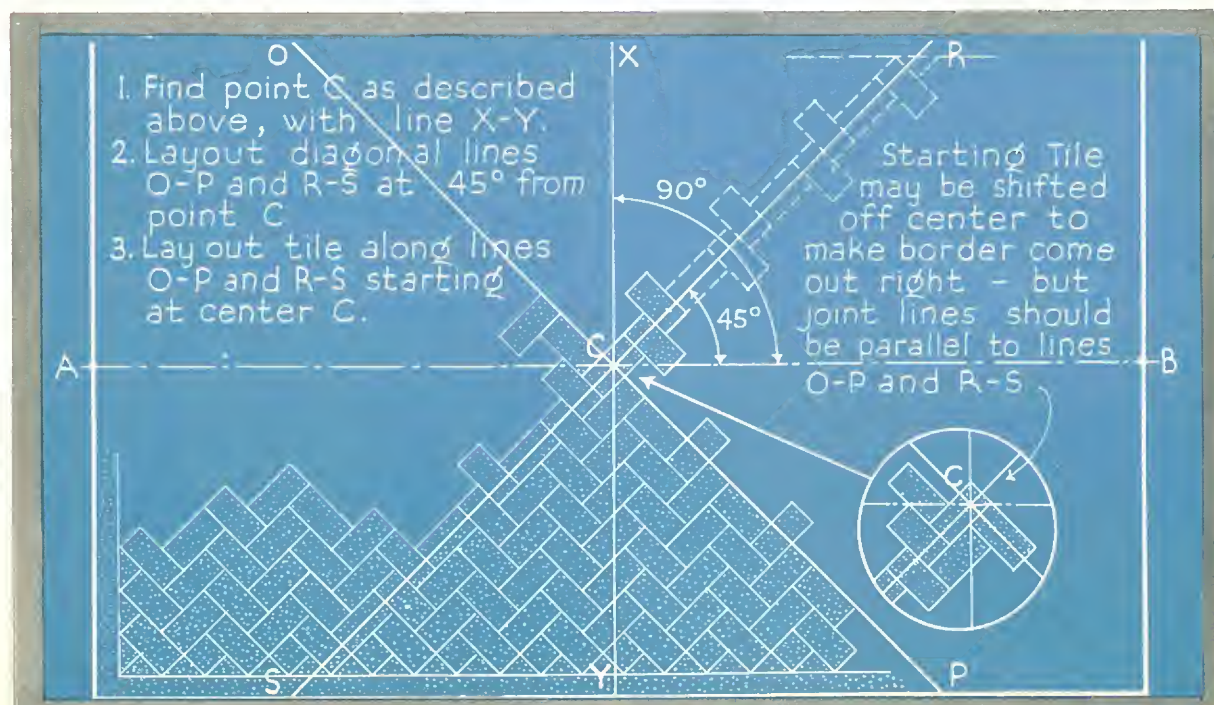 O
X
R
1. Find point C as described
above, with line X-Y.
2. Layout diagonal lines
O-P and R-S at 45° from
point C
3. Lay out tile along lines
O-P and R-S starting
at center C.
Starting Tile
may be shifted
off center to
make border come
out right - but
joint lines should
be parallel to lines
O-P and R-S
90°
45°
A
C
B
C
S
Y
P